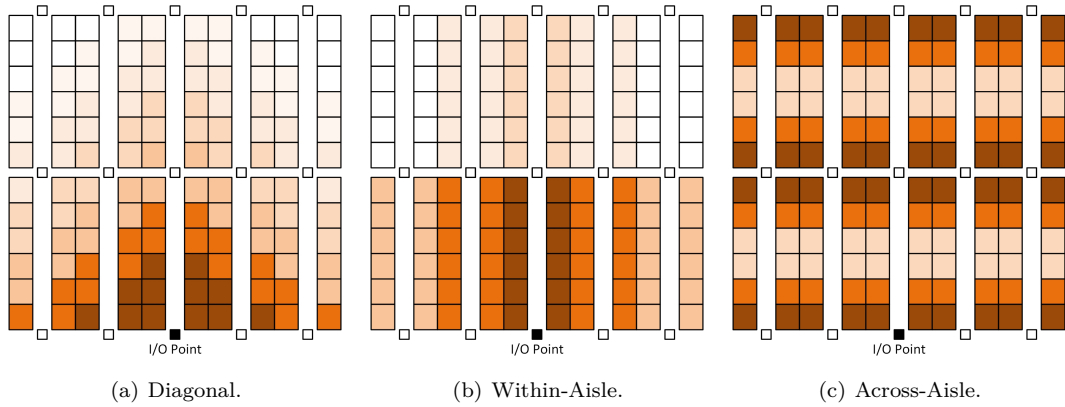 I/O Point I/O Point I/O Point
(a) Diagonal. (b) Within-Aisle. (c) Across-Aisle.